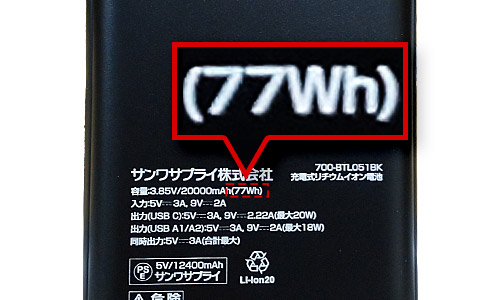 (77Wh)
サンワサプライ株式会社
700-BTL051BK
容量:3.85V/20000mAh(77Wh)
充電式リチウムイオン電池
入力:5V⎓3A, 9V⎓2A
出力(USB C):5V⎓3A, 9V⎓2.22A(最大20W)
出力(USB A1/A2):5V⎓3A, 9V⎓2A(最大18W)
同時出力:5V⎓3A(合計最大)
PSE
5V/12400mAh
サンワサプライ
Li-ion20
危険